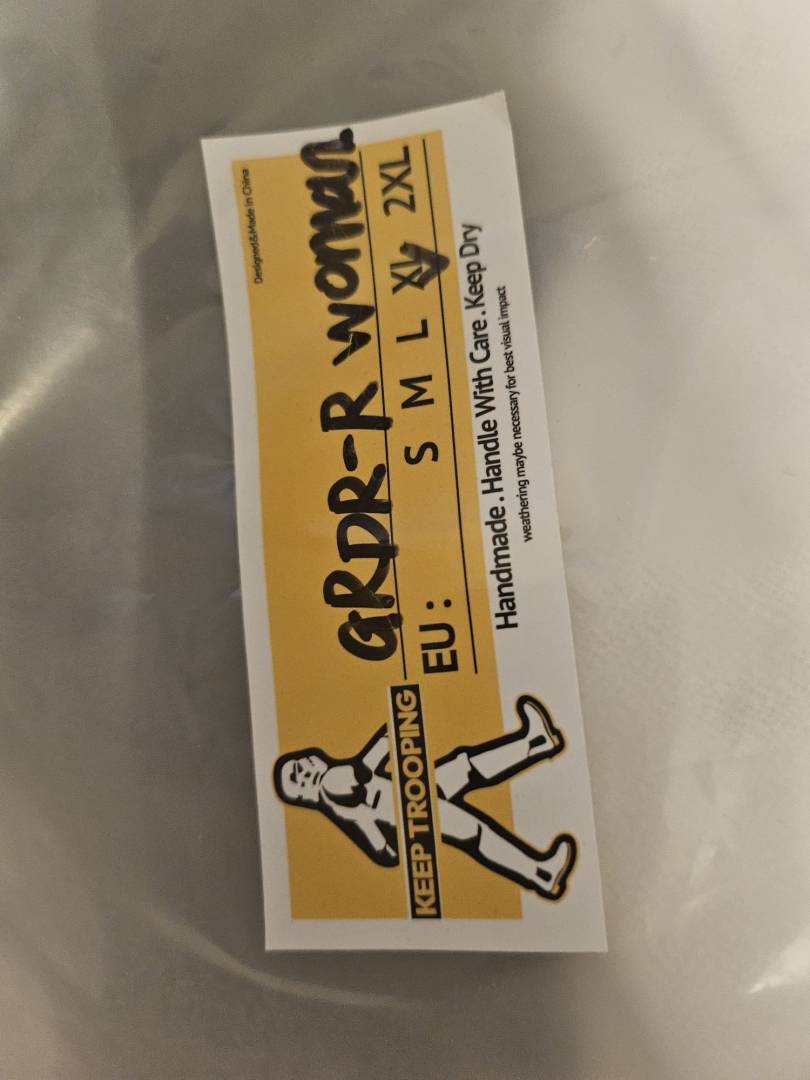 Designed&Made in China
GRDR-R woman
EU: S M L XL 2XL
KEEP TROOPING
Handmade . Handle With Care . Keep Dry
weathering maybe necessary for best visual impact